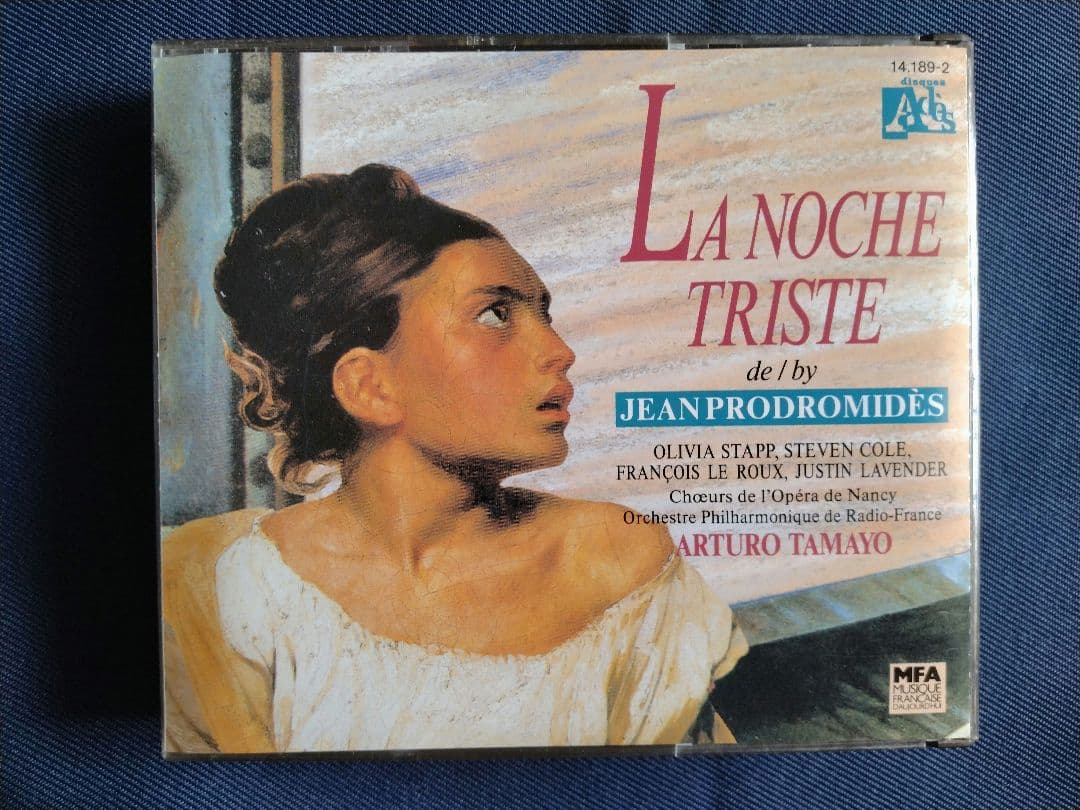 14.189-2
disques
Adès
LA NOCHE
TRISTE
de / by
JEAN PRODROMIDÈS
OLIVIA STAPP, STEVEN COLE,
FRANÇOIS LE ROUX, JUSTIN LAVENDER
Chœurs de l'Opéra de Nancy
Orchestre Philharmonique de Radio-France
ARTURO TAMAYO
MFA
MUSIQUE
FRANÇAISE
D'AUJOURD'HUI